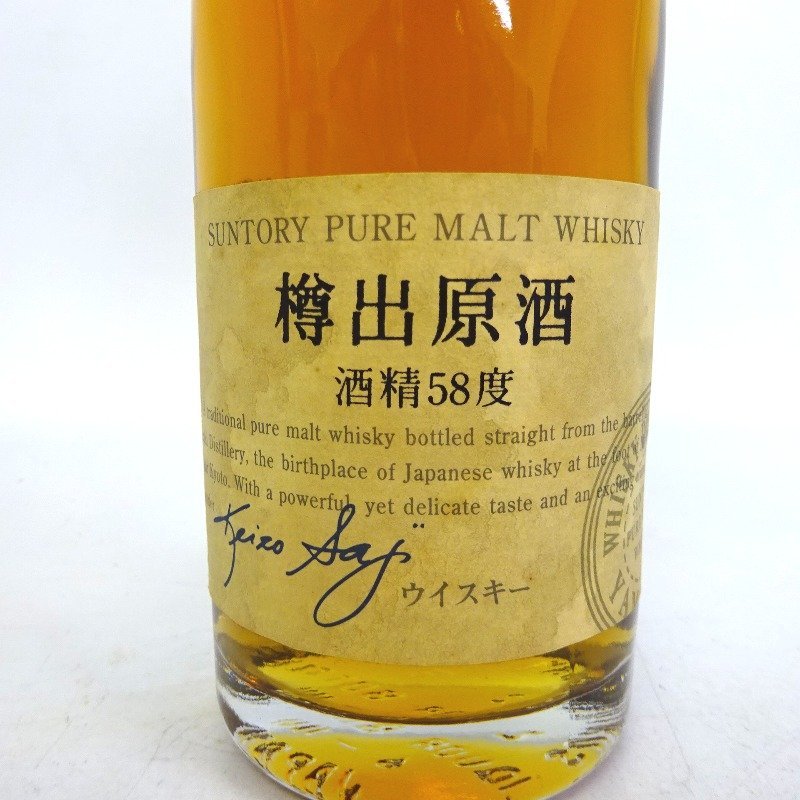 SUNTORY PURE MALT WHISKY
樽出原酒
酒精58度
traditional pure malt whisky bottled straight from the
Distillery, the birthplace of Japanese whisky at the foot
Kyoto. With a powerful, yet delicate taste and an
Keizo Saji
ウイスキー